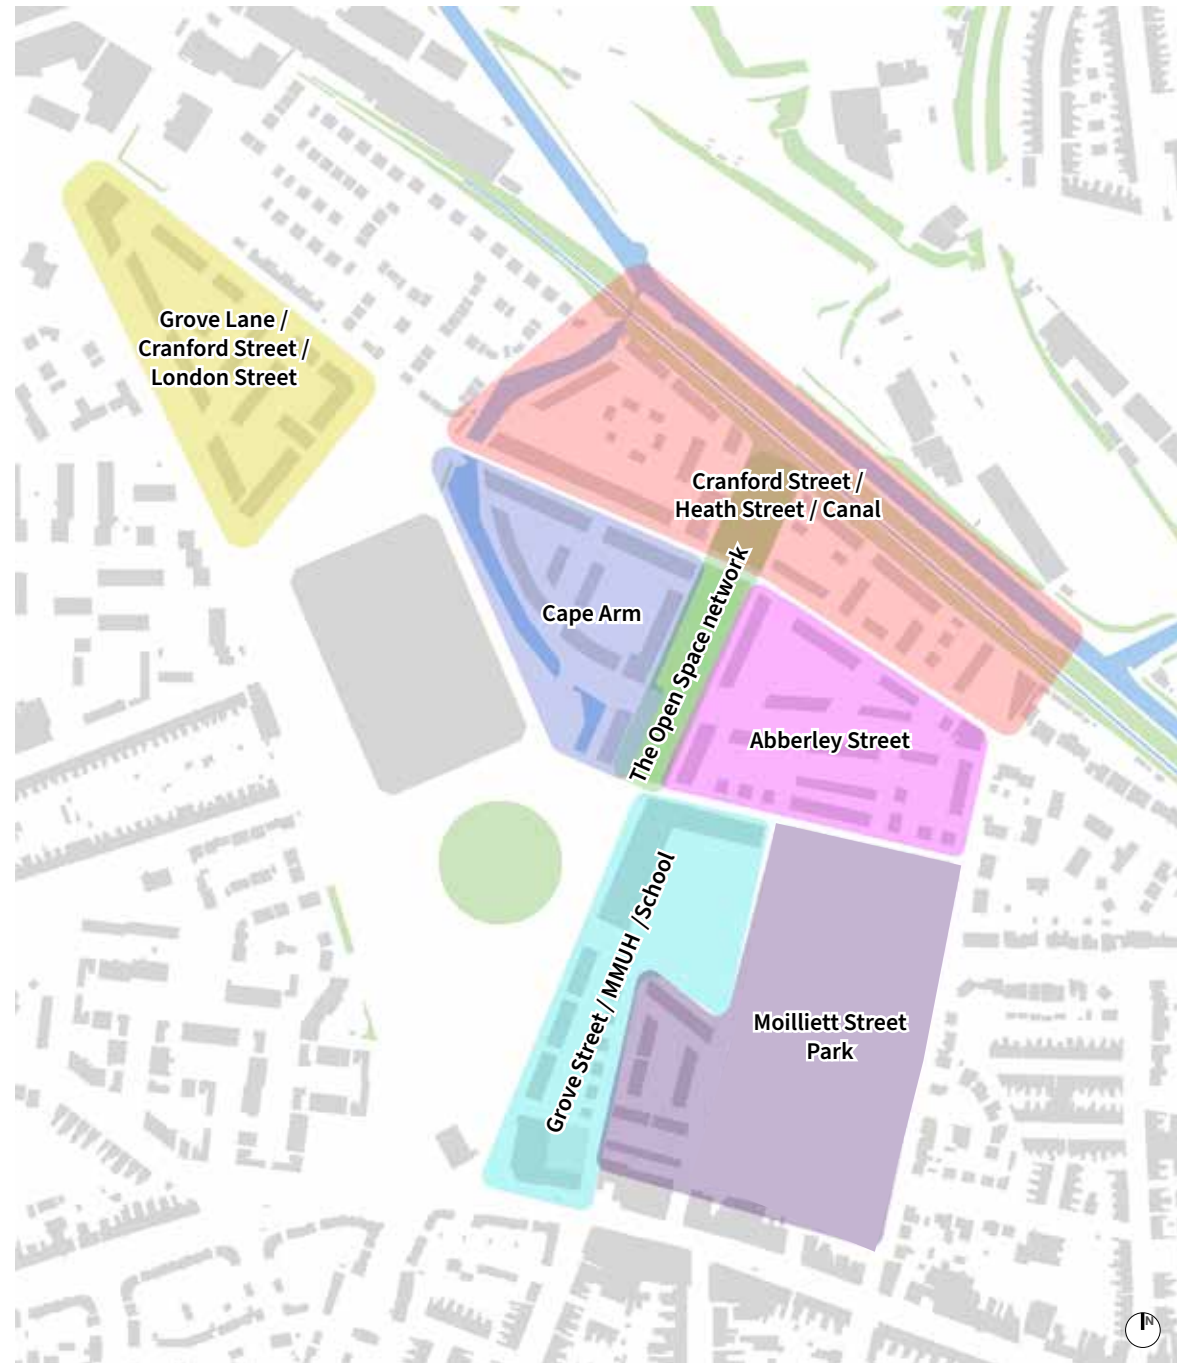 Grove Lane /
Cranford Street /
London Street
Cranford Street /
Heath Street / Canal
The Open Space network
Cape Arm
Abberley Street
Grove Street / MMUH /School
Moilliett Street
Park
N